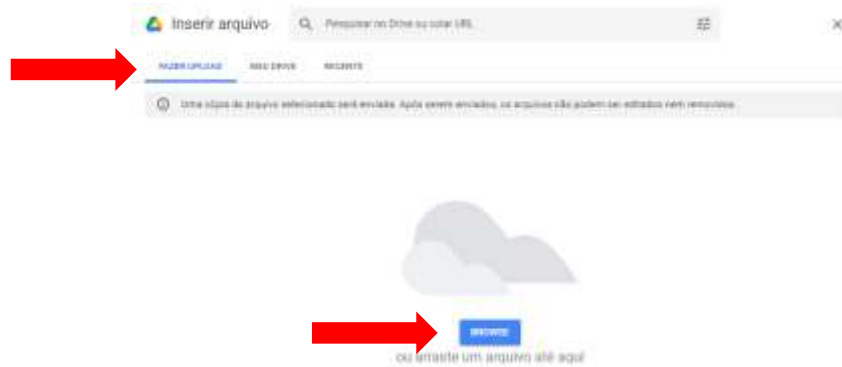 Inserir arquivo
Pesquisar no Drive ou colar URL
FAZER UPLOAD MEU DRIVE RECENTE
Uma cópia do arquivo selecionado será enviada. Após serem enviados, os arquivos não podem ser editados nem removidos.
BROWSE
ou arraste um arquivo até aqui